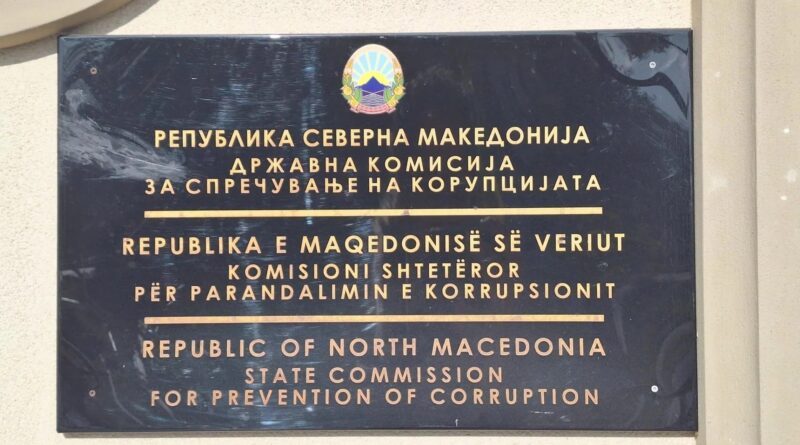 РЕПУБЛИКА СЕВЕРНА МАКЕДОНИЈА
ДРЖАВНА КОМИСИЈА
ЗА СПРЕЧУВАЊЕ НА КОРУПЦИЈАТА
REPUBLIKA E MAQEDONISË SË VERIUT
KOMISIONI SHTETËROR
PËR PARANDALIMIN E KORRUPSIONIT
REPUBLIC OF NORTH MACEDONIA
STATE COMMISSION
FOR PREVENTION OF CORRUPTION